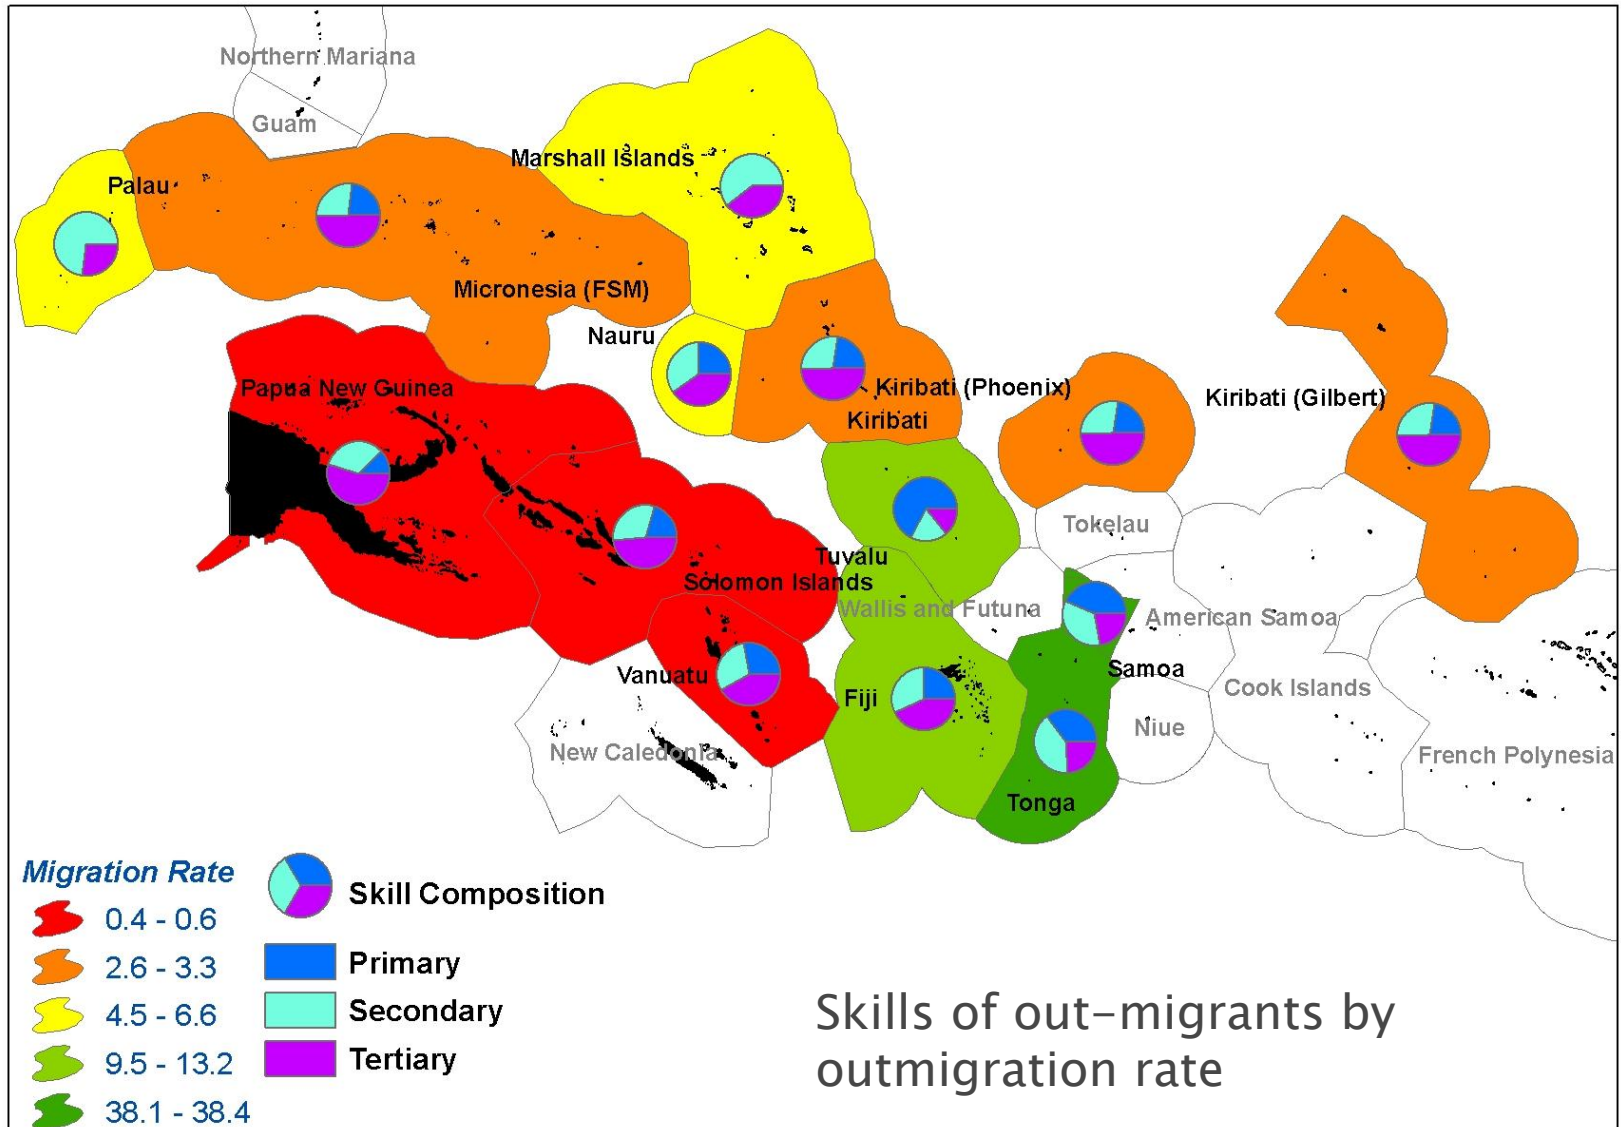 Northern Mariana
Guam
Marshall Islands
Palau
Micronesia (FSM)
Nauru
Papua New Guinea
Kiribati (Phoenix)
Kiribati (Gilbert)
Kiribati
Tokelau
Tuvalu
Solomon Islands
Wallis and Futuna
American Samoa
Samoa
Vanuatu
Fiji
Cook Islands
Niue
New Caledonia
French Polynesia
Tonga
Migration Rate
0.4 - 0.6
2.6 - 3.3
4.5 - 6.6
9.5 - 13.2
38.1 - 38.4
Skill Composition
Primary
Secondary
Tertiary
Skills of out-migrants by
outmigration rate